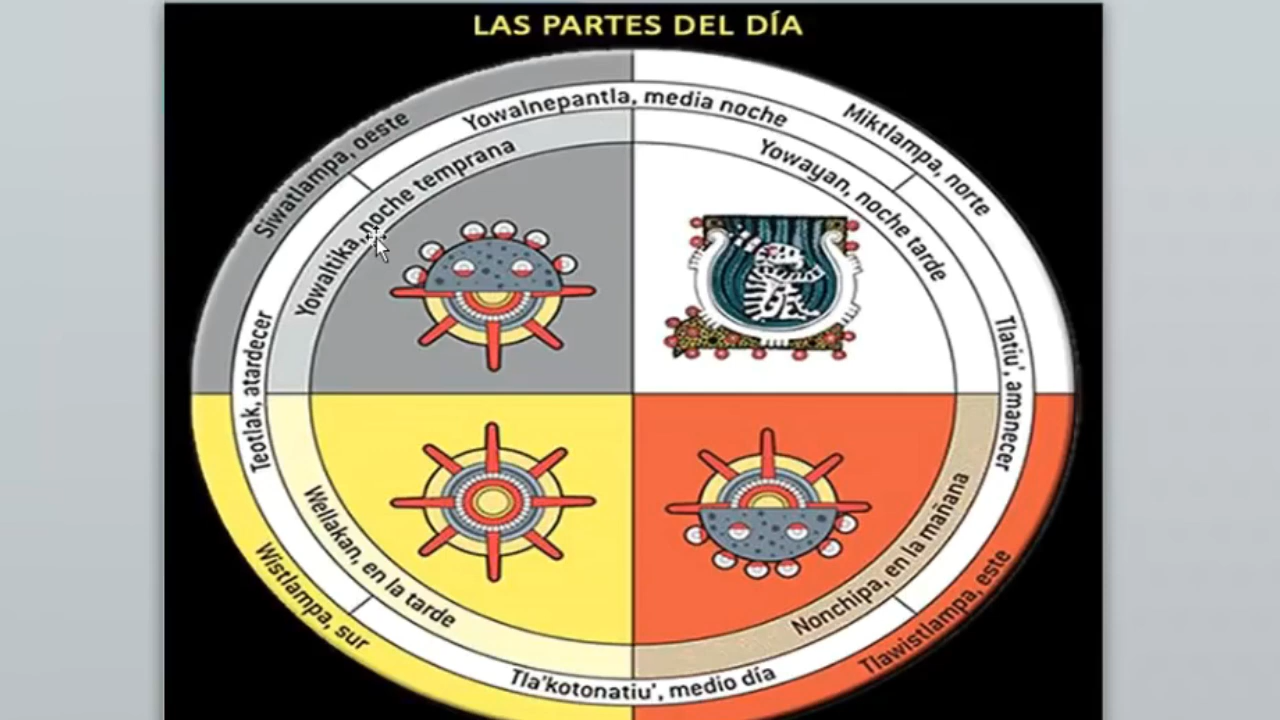 LAS PARTES DEL DÍA
Yowalnepantla, media noche
Siwatlampa, oeste
Miktlampa, norte
Yowaltika, noche temprana
Yowayan, noche tarde
Teotlak, atardecer
Tlatiu', amanecer
Wellakan, en la tarde
Nonchipa, en la mañana
Wistlampa, sur
Tlawistlampa, este
Tla'kotonatiu', medio día